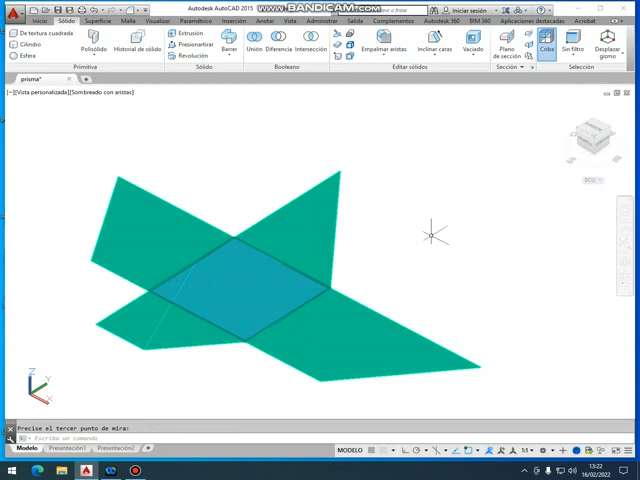 Autodesk AutoCAD 2015
WWW.BANDICAM.COM
o frase
Iniciar sesión
Inicio Sólido Superficie Malla Visualizar Paramétrico Inserción Anotar Vista Administrar Salida Complementos Autodesk 360 BIM 360 Aplicaciones destacadas Acrobat
De textura cuadrada
Cilindro
Esfera
Polisólido
Historial de sólido
Extrusión
Presionartirar
Revolución
Barrer
Unión Diferencia Intersección
Empalmar aristas
Inclinar caras
Vaciado
Plano de sección
Criba
Sin filtro
Desplazar gizmo
Primitiva Sólido Booleano Editar sólidos Sección Selección
prisma*
[−][Vista personalizada][Sombreado con aristas]
SCU
Z
Y
X
Precise el tercer punto de mira:
Escriba un comando
Modelo Presentación1 Presentación2
MODELO
1:1
13:22
16/02/2022